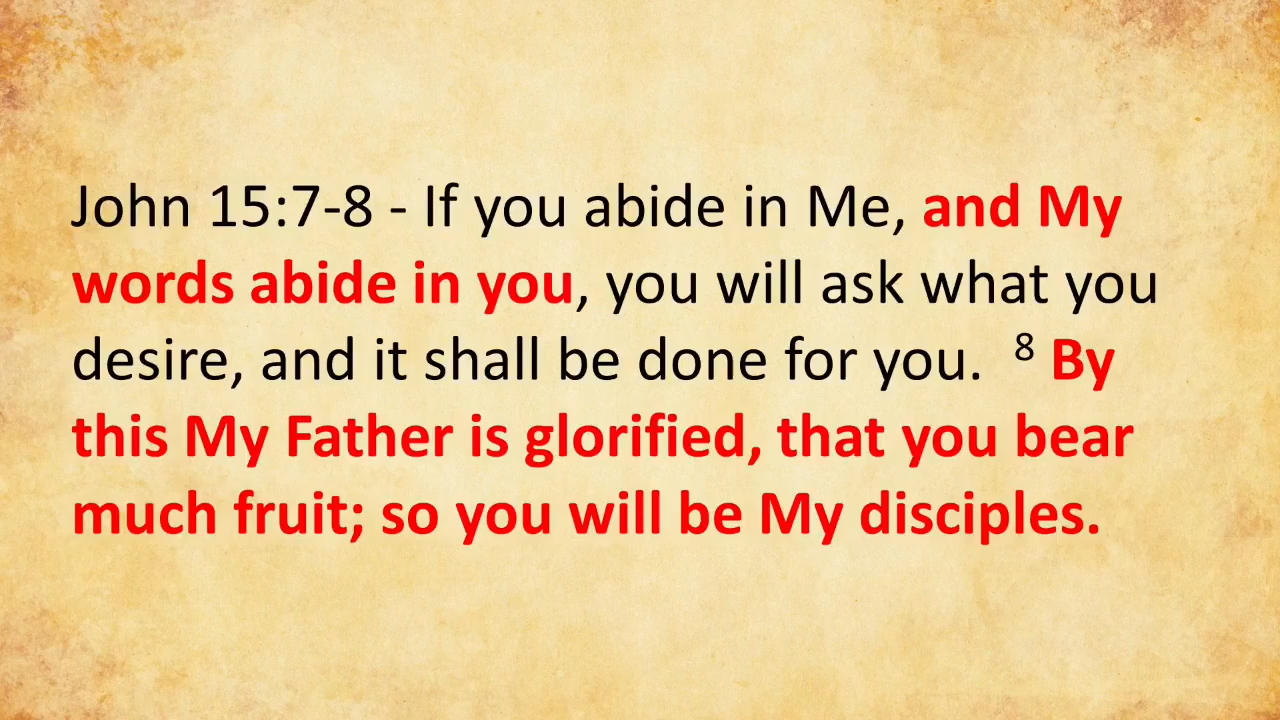 John 15:7-8 - If you abide in Me, and My
words abide in you, you will ask what you
desire, and it shall be done for you. 8 By
this My Father is glorified, that you bear
much fruit; so you will be My disciples.